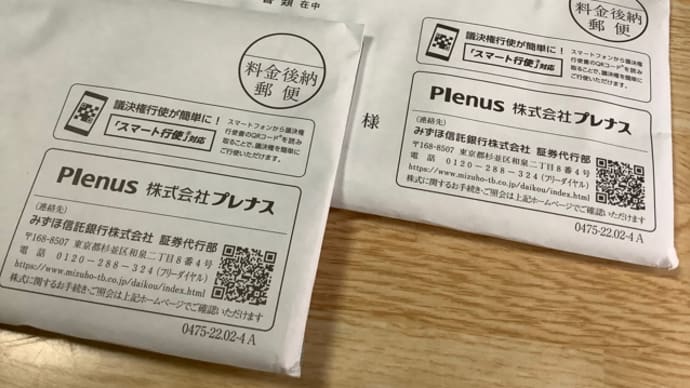 料金後納
郵便
議決権行使が簡単に!
「スマート行使」対応
スマートフォンから議決権
行使書のQRコード®を読み
取ることで、議決権を簡単に
ご行使いただけます。
Plenus 株式会社プレナス
(連絡先)
みずほ信託銀行株式会社 証券代行部
〒168-8507 東京都杉並区和泉二丁目8番4号
電話 0120-288-324(フリーダイヤル)
https://www.mizuho-tb.co.jp/daikou/index.html
株式に関するお手続き・ご照会は上記ホームページでご確認いただけます
0475-22.02-4 A
書類在中
様
料金後納
郵便
議決権行使が簡単に!
「スマート行使」対応
スマートフォンから議決権
行使書のQRコード®を読み
取ることで、議決権を簡単に
ご行使いただけます。
Plenus 株式会社プレナス
(連絡先)
みずほ信託銀行株式会社 証券代行部
〒168-8507 東京都杉並区和泉二丁目8番4号
電話 0120-288-324(フリーダイヤル)
https://www.mizuho-tb.co.jp/daikou/index.html
株式に関するお手続き・ご照会は上記ホームページでご確認いただけます
0475-22.02-4 A